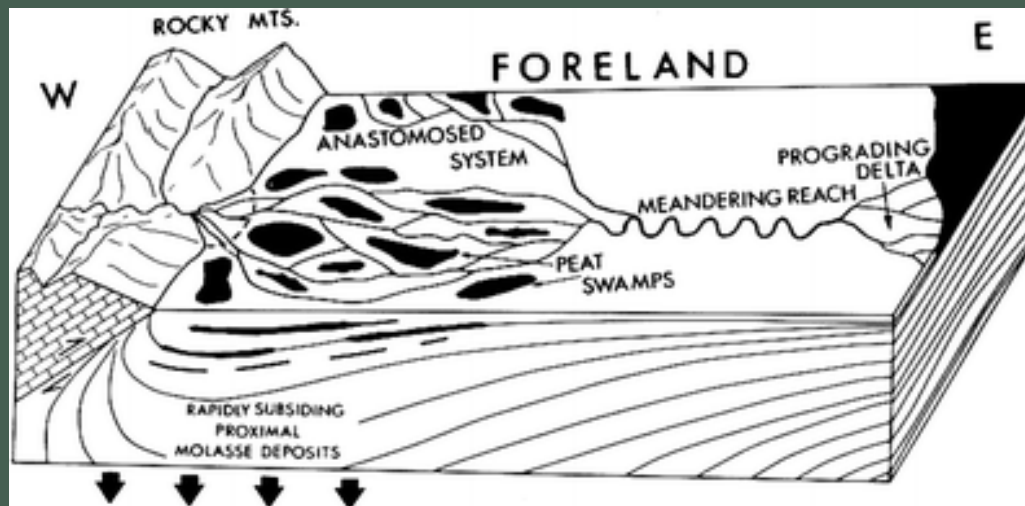 ROCKY MTS.
W
E
FORELAND
ANASTOMOSED
SYSTEM
PROGRADING
DELTA
MEANDERING REACH
PEAT
SWAMPS
RAPIDLY SUBSIDING
PROXIMAL
MOLASSE DEPOSITS